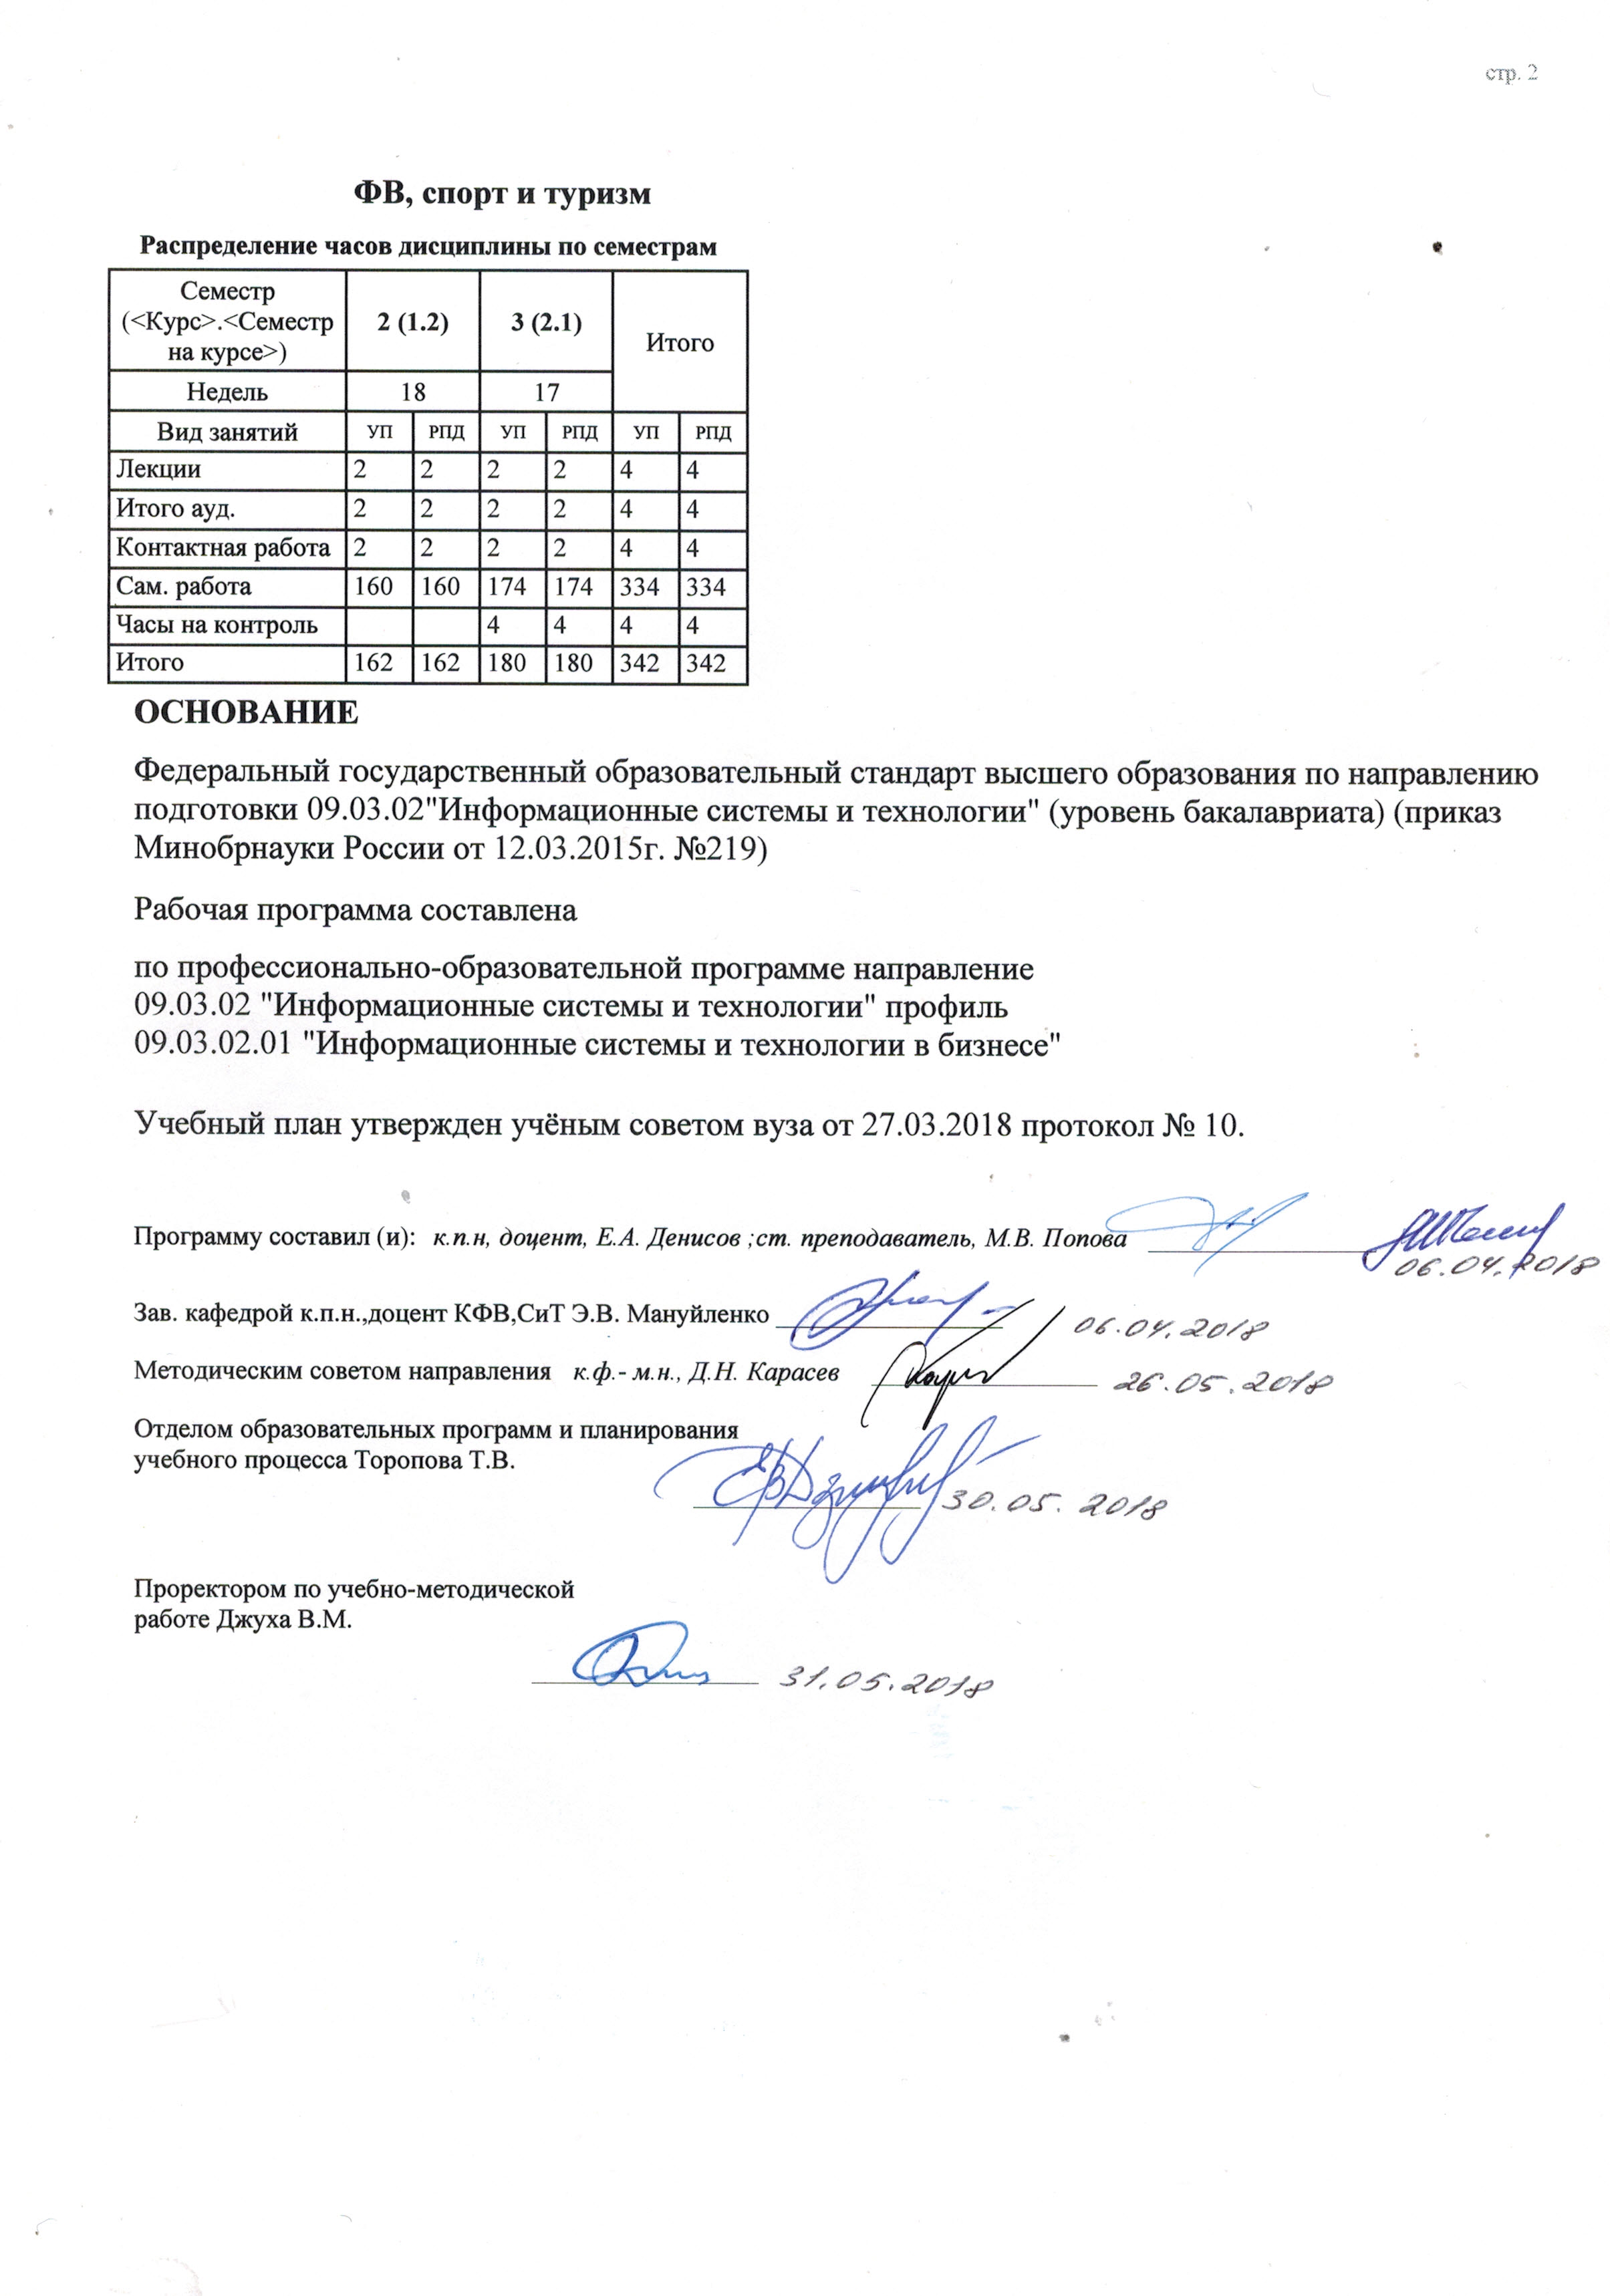 стр. 2
ФВ, спорт и туризм
Распределение часов дисциплины по семестрам
Семестр (<Курс>.<Семестр на курсе>) 2 (1.2) 3 (2.1) Итого
Недель 18 17
Вид занятий УП РПД УП РПД УП РПД
Лекции 2 2 2 2 4 4
Итого ауд. 2 2 2 2 4 4
Контактная работа 2 2 2 2 4 4
Сам. работа 160 160 174 174 334 334
Часы на контроль 4 4 4 4
Итого 162 162 180 180 342 342
ОСНОВАНИЕ
Федеральный государственный образовательный стандарт высшего образования по направлению
подготовки 09.03.02"Информационные системы и технологии" (уровень бакалавриата) (приказ
Минобрнауки России от 12.03.2015г. №219)
Рабочая программа составлена
по профессионально-образовательной программе направление
09.03.02 "Информационные системы и технологии" профиль
09.03.02.01 "Информационные системы и технологии в бизнесе"
Учебный план утвержден учёным советом вуза от 27.03.2018 протокол № 10.
Программу составил (и): к.п.н, доцент, Е.А. Денисов ;ст. преподаватель, М.В. Попова
06.04.2018
Зав. кафедрой к.п.н.,доцент КФВ,СиТ Э.В. Мануйленко 06.04.2018
Методическим советом направления к.ф.- м.н., Д.Н. Карасев 26.05.2018
Отделом образовательных программ и планирования
учебного процесса Торопова Т.В.
30.05.2018
Проректором по учебно-методической
работе Джуха В.М.
31.05.2018